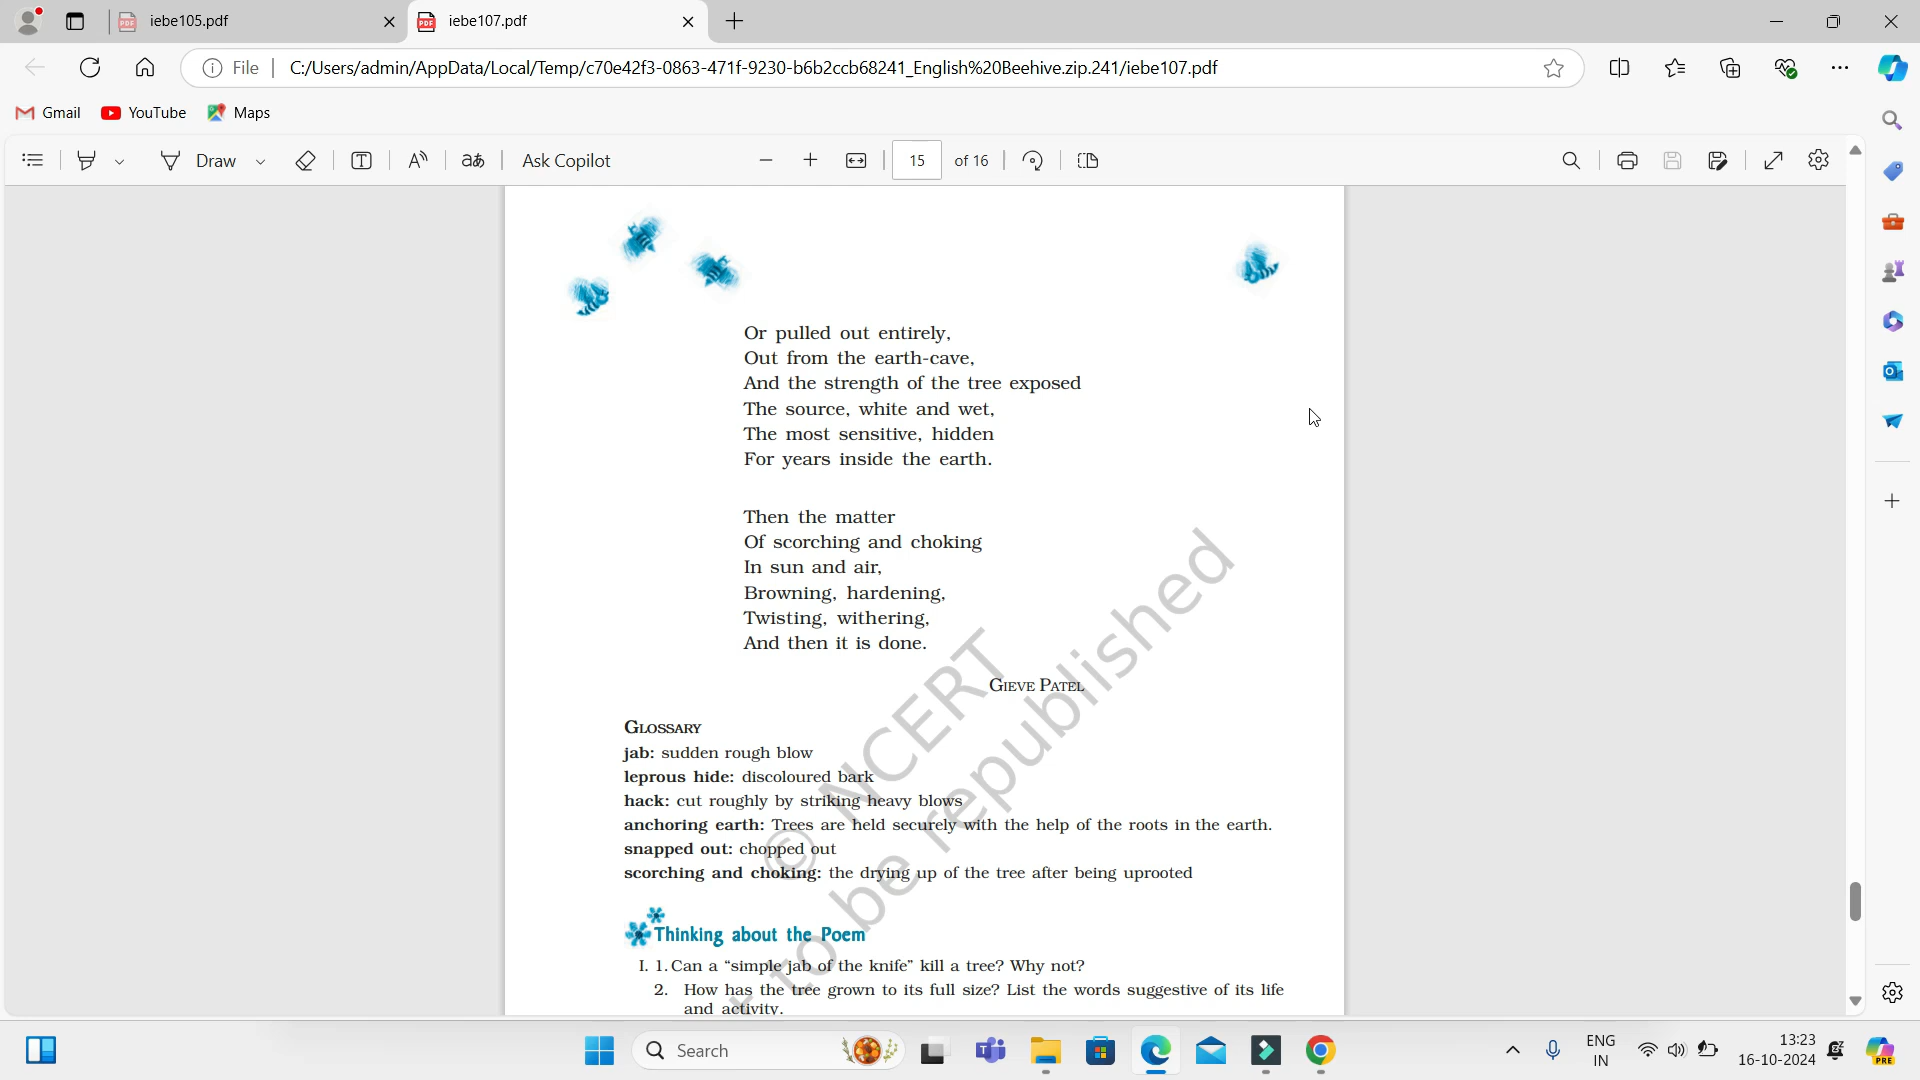 iebe105.pdf
iebe107.pdf
File
C:/Users/admin/AppData/Local/Temp/c70e42f3-0863-471f-9230-b6b2ccb68241_English%20Beehive.zip.241/iebe107.pdf
Gmail
YouTube
Maps
Draw
Ask Copilot
15
of 16
Or pulled out entirely,
Out from the earth-cave,
And the strength of the tree exposed
The source, white and wet,
The most sensitive, hidden
For years inside the earth.
Then the matter
Of scorching and choking
In sun and air,
Browning, hardening,
Twisting, withering,
And then it is done.
GIEVE PATEL
GLOSSARY
jab: sudden rough blow
leprous hide: discoloured bark
hack: cut roughly by striking heavy blows
anchoring earth: Trees are held securely with the help of the roots in the earth.
snapped out: chopped out
scorching and choking: the drying up of the tree after being uprooted
Thinking about the Poem
I. 1. Can a “simple jab of the knife” kill a tree? Why not?
2. How has the tree grown to its full size? List the words suggestive of its life
and activity.
© NCERT
t to be republished
Search
ENG
IN
13:23
16-10-2024
PRE